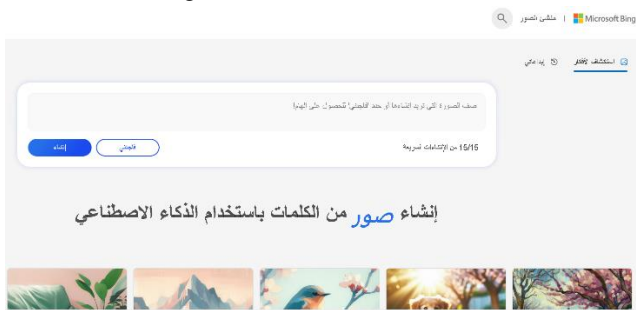 Microsoft Bing | منشئ الصور
استكشاف الأفكار
إبداعاتي
صف الصورة التي تريد إنشاءها أو حدد 'فاجئني' للحصول على إلهام!
15/15 من الإنشاءات السريعة
فاجئني
إنشاء
إنشاء صور من الكلمات باستخدام الذكاء الاصطناعي